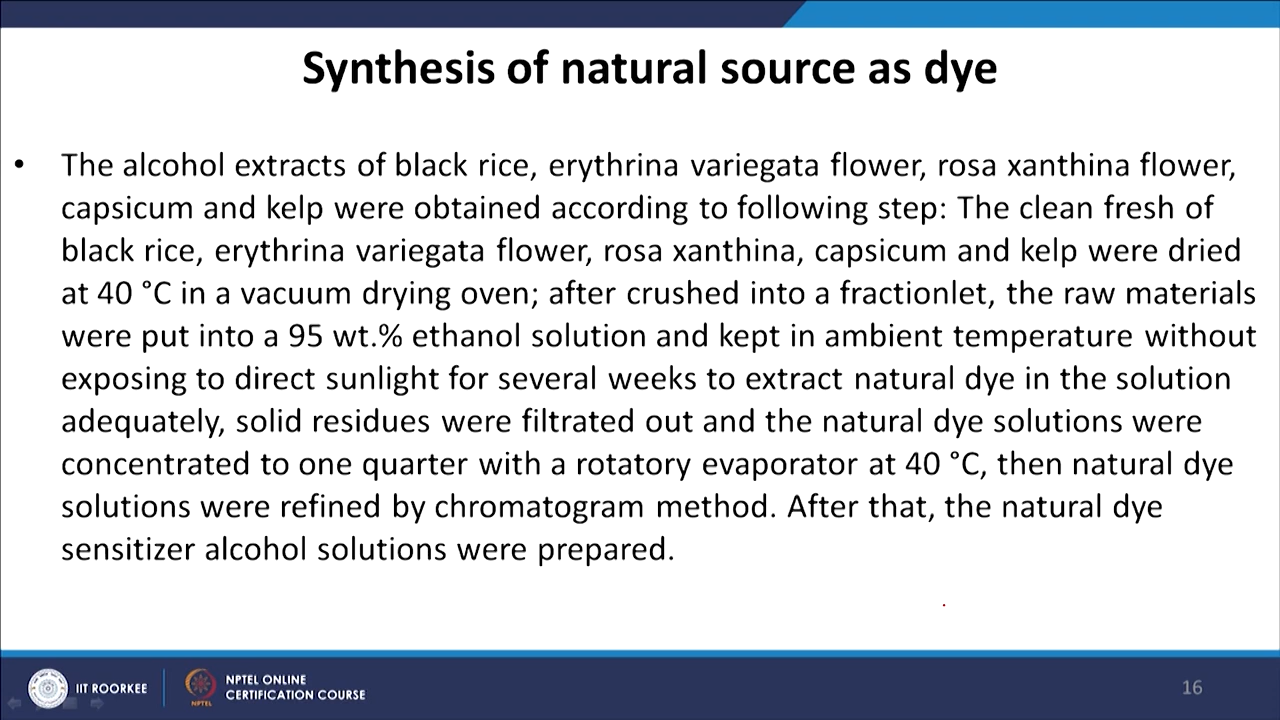 Synthesis of natural source as dye
• The alcohol extracts of black rice, erythrina variegata flower, rosa xanthina flower,
capsicum and kelp were obtained according to following step: The clean fresh of
black rice, erythrina variegata flower, rosa xanthina, capsicum and kelp were dried
at 40 °C in a vacuum drying oven; after crushed into a fractionlet, the raw materials
were put into a 95 wt.% ethanol solution and kept in ambient temperature without
exposing to direct sunlight for several weeks to extract natural dye in the solution
adequately, solid residues were filtrated out and the natural dye solutions were
concentrated to one quarter with a rotatory evaporator at 40 °C, then natural dye
solutions were refined by chromatogram method. After that, the natural dye
sensitizer alcohol solutions were prepared.
IIT ROORKEE
NPTEL
NPTEL ONLINE
CERTIFICATION COURSE
16